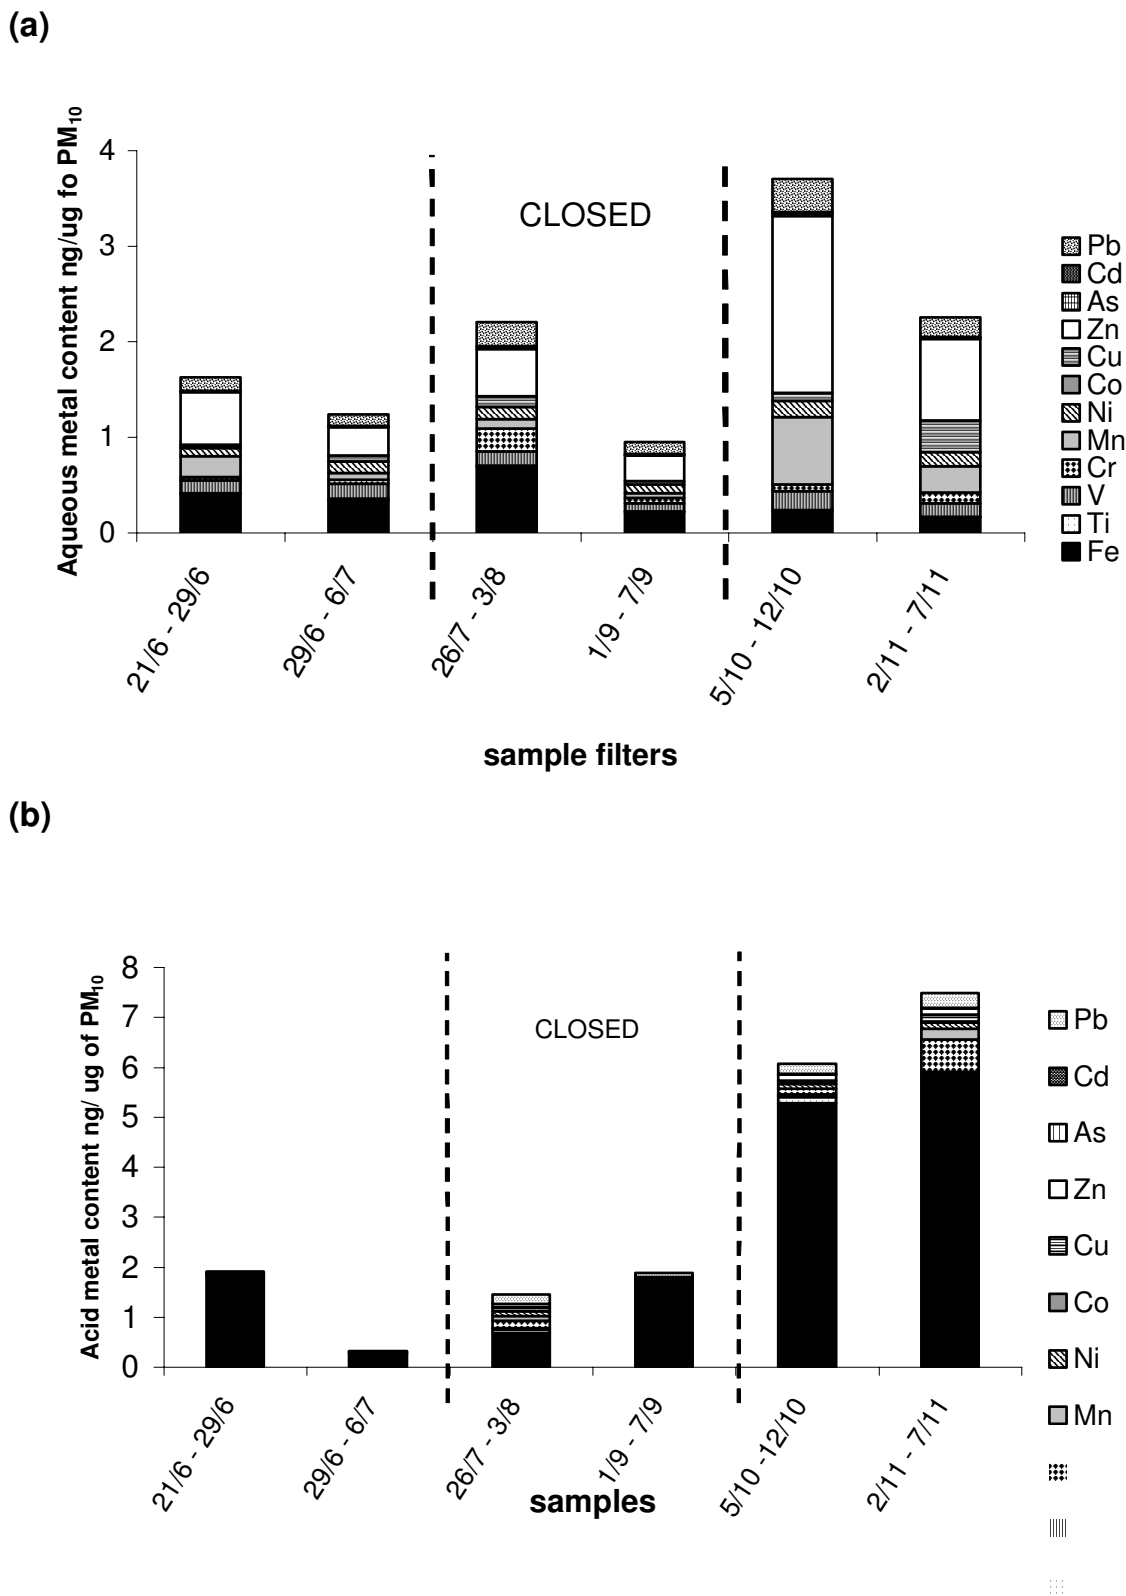 (a)
Aqueous metal content ng/ug fo PM10
4
3
2
1
0
CLOSED
Pb
Cd
As
Zn
Cu
Co
Ni
Mn
Cr
V
Ti
Fe
21/6 - 29/6
29/6 - 6/7
26/7 - 3/8
1/9 - 7/9
5/10 - 12/10
2/11 - 7/11
sample filters
(b)
Acid metal content ng/ ug of PM10
8
7
6
5
4
3
2
1
0
CLOSED
Pb
Cd
As
Zn
Cu
Co
Ni
Mn
21/6 - 29/6
29/6 - 6/7
26/7 - 3/8
1/9 - 7/9
5/10 -12/10
2/11 - 7/11
samples